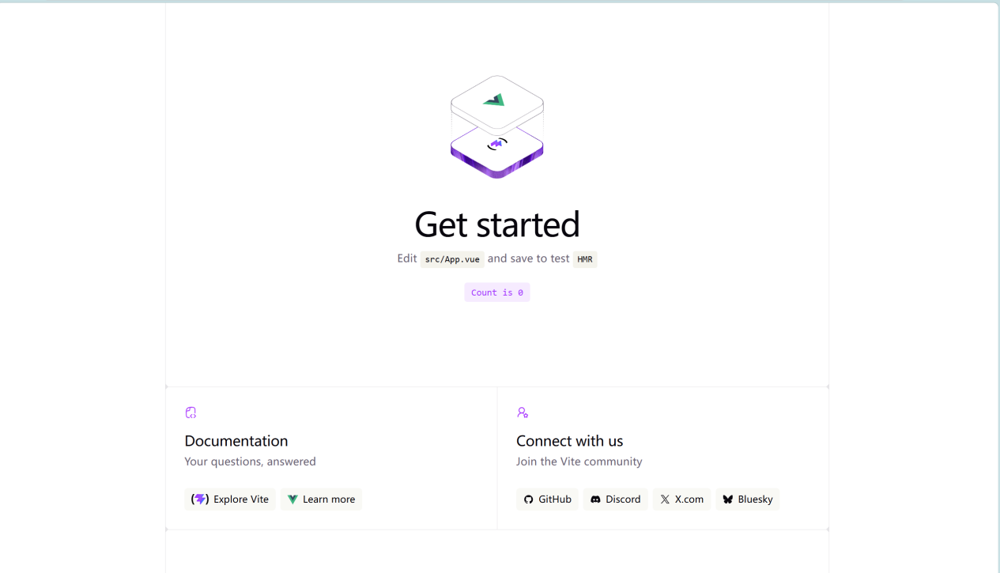 Get started
Edit src/App.vue and save to test HMR
Count is 0
Documentation
Your questions, answered
Explore Vite
Learn more
Connect with us
Join the Vite community
GitHub
Discord
X.com
Bluesky